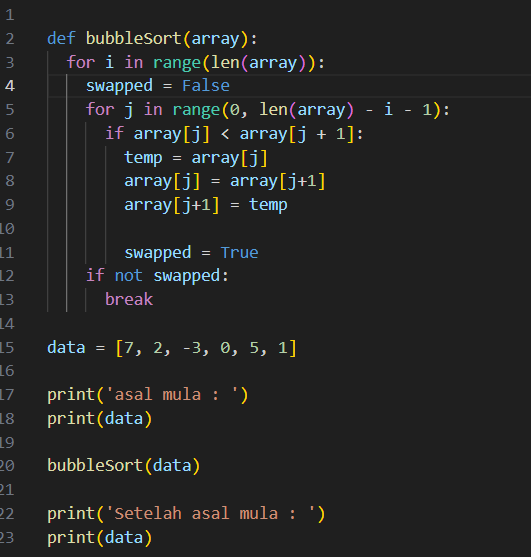 1
2 def bubbleSort(array):
3 for i in range(len(array)):
4 swapped = False
5 for j in range(0, len(array) - i - 1):
6 if array[j] < array[j + 1]:
7 temp = array[j]
8 array[j] = array[j+1]
9 array[j+1] = temp
10
11 swapped = True
12 if not swapped:
13 break
14
15 data = [7, 2, -3, 0, 5, 1]
16
17 print('asal mula : ')
18 print(data)
19
20 bubbleSort(data)
21
22 print('Setelah asal mula : ')
23 print(data)